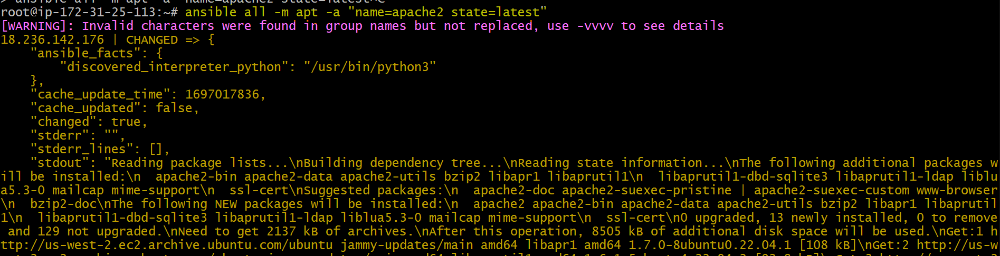 > ansible all -m apt -a "name=apache2 state=latest^C
root@ip-172-31-25-113:~# ansible all -m apt -a "name=apache2 state=latest"
[WARNING]: Invalid characters were found in group names but not replaced, use -vvvv to see details
18.236.142.176 | CHANGED => {
    "ansible_facts": {
        "discovered_interpreter_python": "/usr/bin/python3"
    },
    "cache_update_time": 1697017836,
    "cache_updated": false,
    "changed": true,
    "stderr": "",
    "stderr_lines": [],
    "stdout": "Reading package lists...\nBuilding dependency tree...\nReading state information...\nThe following additional packages w
ill be installed:\n  apache2-bin apache2-data apache2-utils bzip2 libapr1 libaprutil1\n  libaprutil1-dbd-sqlite3 libaprutil1-ldap liblu
a5.3-0 mailcap mime-support\n  ssl-cert\nSuggested packages:\n  apache2-doc apache2-suexec-pristine | apache2-suexec-custom www-browser
\n  bzip2-doc\nThe following NEW packages will be installed:\n  apache2 apache2-bin apache2-data apache2-utils bzip2 libapr1 libaprutil
1\n  libaprutil1-dbd-sqlite3 libaprutil1-ldap liblua5.3-0 mailcap mime-support\n  ssl-cert\n0 upgraded, 13 newly installed, 0 to remove
 and 129 not upgraded.\nNeed to get 2137 kB of archives.\nAfter this operation, 8505 kB of additional disk space will be used.\nGet:1 h
ttp://us-west-2.ec2.archive.ubuntu.com/ubuntu jammy-updates/main amd64 libapr1 amd64 1.7.0-8ubuntu0.22.04.1 [108 kB]\nGet:2 http://us-w